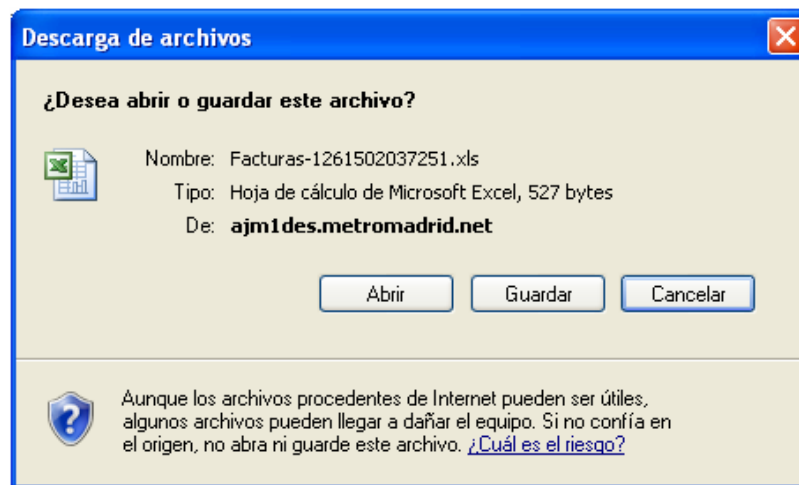 Descarga de archivos
¿Desea abrir o guardar este archivo?
Nombre: Facturas-1261502037251.xls
Tipo: Hoja de cálculo de Microsoft Excel, 527 bytes
De: ajm1des.metromadrid.net
Abrir Guardar Cancelar
Aunque los archivos procedentes de Internet pueden ser útiles,
algunos archivos pueden llegar a dañar el equipo. Si no confía en
el origen, no abra ni guarde este archivo. ¿Cuál es el riesgo?